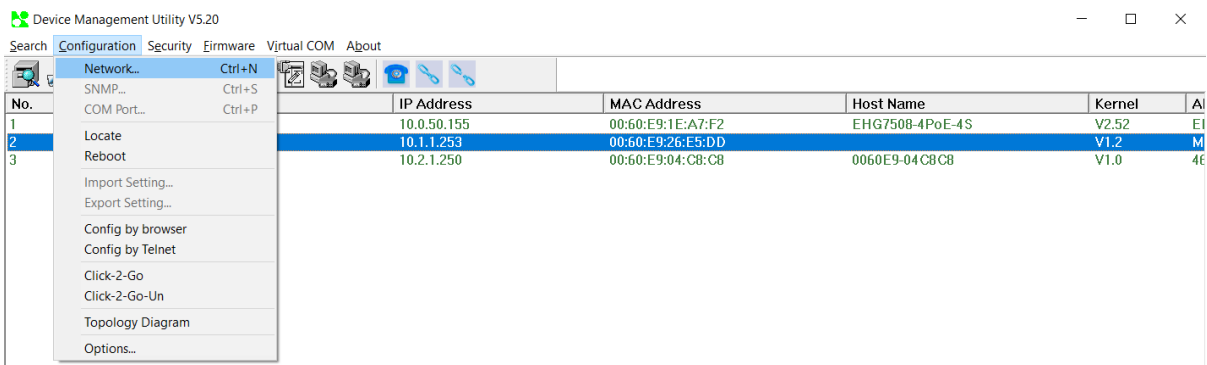 Device Management Utility V5.20
Search Configuration Security Firmware Virtual COM About
Network... Ctrl+N
SNMP... Ctrl+S
COM Port... Ctrl+P
Locate
Reboot
Import Setting...
Export Setting...
Config by browser
Config by Telnet
Click-2-Go
Click-2-Go-Un
Topology Diagram
Options...
No. IP Address MAC Address Host Name Kernel
1 10.0.50.155 00:60:E9:1E:A7:F2 EHG7508-4PoE-4S V2.52
2 10.1.1.253 00:60:E9:26:E5:DD V1.2 M
3 10.2.1.250 00:60:E9:04:C8:C8 0060E9-04C8C8 V1.0 46